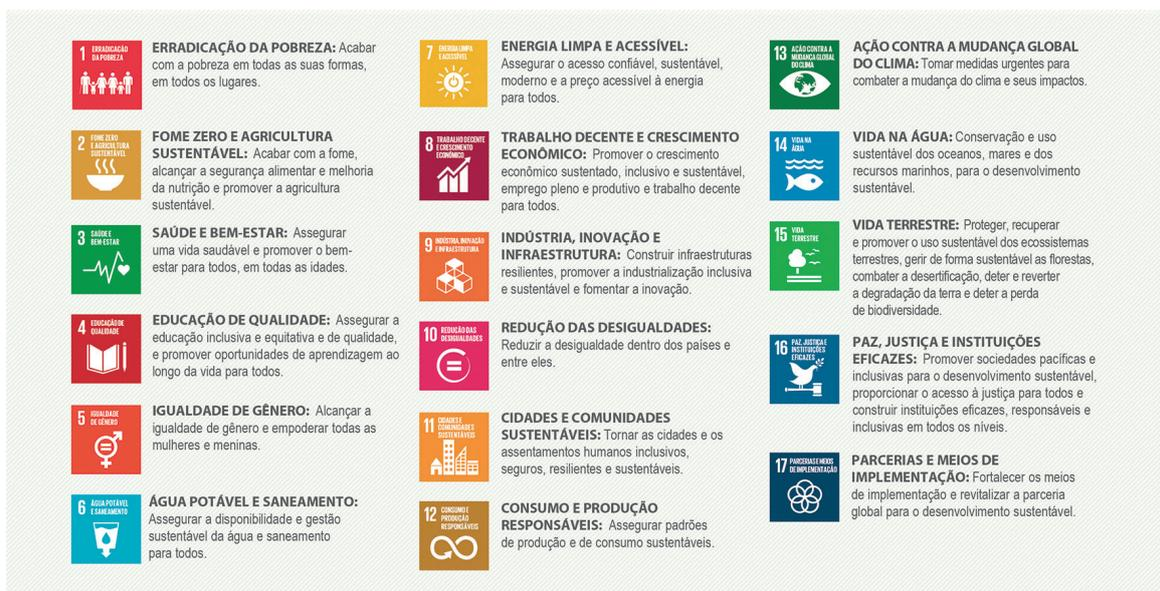 1 ERRADICAÇÃO
DA POBREZA
ERRADICAÇÃO DA POBREZA: Acabar
com a pobreza em todas as suas formas,
em todos os lugares.
2 FOME ZERO
E AGRICULTURA
SUSTENTÁVEL
FOME ZERO E AGRICULTURA
SUSTENTÁVEL: Acabar com a fome,
alcançar a segurança alimentar e melhoria
da nutrição e promover a agricultura
sustentável.
3 SAÚDE E
BEM-ESTAR
SAÚDE E BEM-ESTAR: Assegurar
uma vida saudável e promover o bem-
estar para todos, em todas as idades.
4 EDUCAÇÃO DE
QUALIDADE
EDUCAÇÃO DE QUALIDADE: Assegurar a
educação inclusiva e equitativa e de qualidade,
e promover oportunidades de aprendizagem ao
longo da vida para todos.
5 IGUALDADE
DE GÊNERO
IGUALDADE DE GÊNERO: Alcançar a
igualdade de gênero e empoderar todas as
mulheres e meninas.
6 ÁGUA POTÁVEL
E SANEAMENTO
ÁGUA POTÁVEL E SANEAMENTO:
Assegurar a disponibilidade e gestão
sustentável da água e saneamento
para todos.
7 ENERGIA LIMPA
E ACESSÍVEL
ENERGIA LIMPA E ACESSÍVEL:
Assegurar o acesso confiável, sustentável,
moderno e a preço acessível à energia
para todos.
8 TRABALHO DECENTE
E CRESCIMENTO
ECONÔMICO
TRABALHO DECENTE E CRESCIMENTO
ECONÔMICO: Promover o crescimento
econômico sustentado, inclusivo e sustentável,
emprego pleno e produtivo e trabalho decente
para todos.
9 INDÚSTRIA, INOVAÇÃO
E INFRAESTRUTURA
INDÚSTRIA, INOVAÇÃO E
INFRAESTRUTURA: Construir infraestruturas
resilientes, promover a industrialização inclusiva
e sustentável e fomentar a inovação.
10 REDUÇÃO DAS
DESIGUALDADES
REDUÇÃO DAS DESIGUALDADES:
Reduzir a desigualdade dentro dos países e
entre eles.
11 CIDADES E
COMUNIDADES
SUSTENTÁVEIS
CIDADES E COMUNIDADES
SUSTENTÁVEIS: Tornar as cidades e os
assentamentos humanos inclusivos,
seguros, resilientes e sustentáveis.
12 CONSUMO E
PRODUÇÃO
RESPONSÁVEIS
CONSUMO E PRODUÇÃO
RESPONSÁVEIS: Assegurar padrões
de produção e de consumo sustentáveis.
13 AÇÃO CONTRA A
MUDANÇA GLOBAL
DO CLIMA
AÇÃO CONTRA A MUDANÇA GLOBAL
DO CLIMA: Tomar medidas urgentes para
combater a mudança do clima e seus impactos.
14 VIDA NA
ÁGUA
VIDA NA ÁGUA: Conservação e uso
sustentável dos oceanos, mares e dos
recursos marinhos, para o desenvolvimento
sustentável.
15 VIDA
TERRESTRE
VIDA TERRESTRE: Proteger, recuperar
e promover o uso sustentável dos ecossistemas
terrestres, gerir de forma sustentável as florestas,
combater a desertificação, deter e reverter
a degradação da terra e deter a perda
de biodiversidade.
16 PAZ, JUSTIÇA E
INSTITUIÇÕES
EFICAZES
PAZ, JUSTIÇA E INSTITUIÇÕES
EFICAZES: Promover sociedades pacíficas e
inclusivas para o desenvolvimento sustentável,
proporcionar o acesso à justiça para todos e
construir instituições eficazes, responsáveis e
inclusivas em todos os níveis.
17 PARCERIAS E MEIOS
DE IMPLEMENTAÇÃO
PARCERIAS E MEIOS DE
IMPLEMENTAÇÃO: Fortalecer os meios
de implementação e revitalizar a parceria
global para o desenvolvimento sustentável.